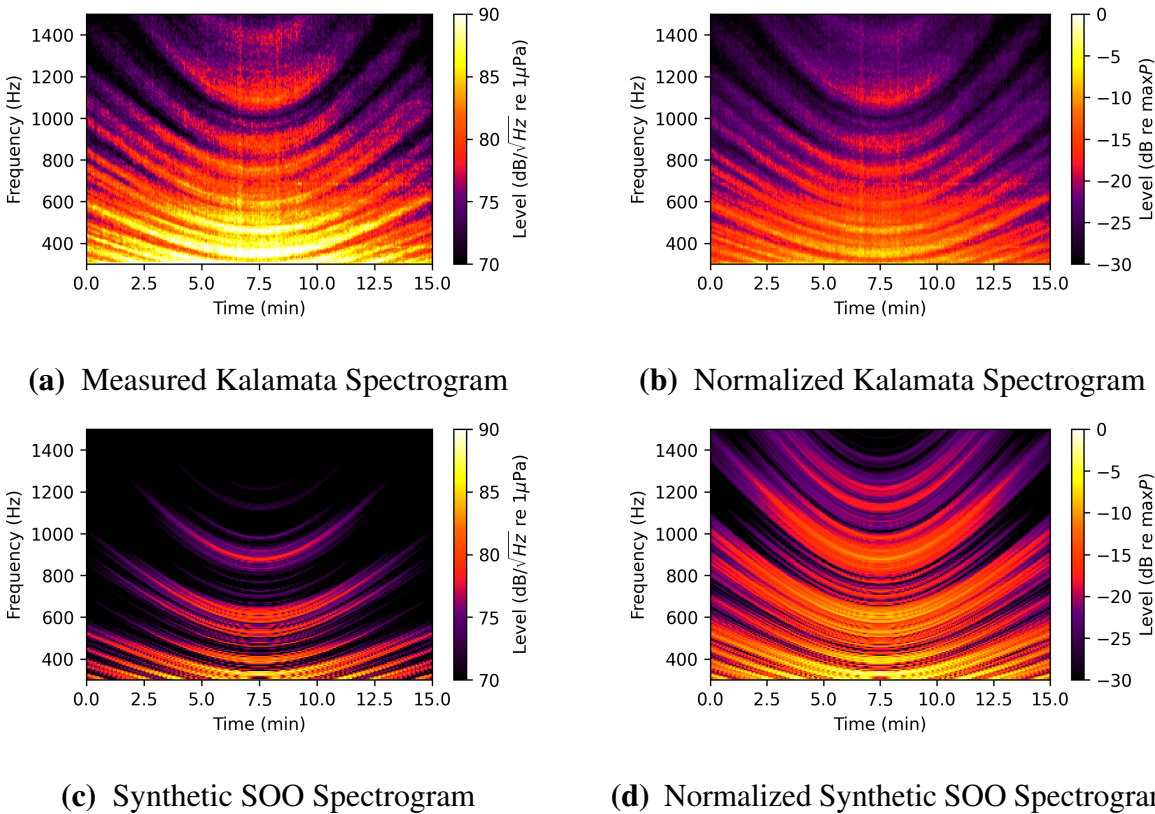 1400
1200
1000
800
600
400
Frequency (Hz)
0.0 2.5 5.0 7.5 10.0 12.5 15.0
Time (min)
90
85
80
75
70
Level (dB/√Hz re 1μPa)
(a) Measured Kalamata Spectrogram
1400
1200
1000
800
600
400
Frequency (Hz)
0.0 2.5 5.0 7.5 10.0 12.5 15.0
Time (min)
0
−5
−10
−15
−20
−25
−30
Level (dB re maxP)
(b) Normalized Kalamata Spectrogram
1400
1200
1000
800
600
400
Frequency (Hz)
0.0 2.5 5.0 7.5 10.0 12.5 15.0
Time (min)
90
85
80
75
70
Level (dB/√Hz re 1μPa)
(c) Synthetic SOO Spectrogram
1400
1200
1000
800
600
400
Frequency (Hz)
0.0 2.5 5.0 7.5 10.0 12.5 15.0
Time (min)
0
−5
−10
−15
−20
−25
−30
Level (dB re maxP)
(d) Normalized Synthetic SOO Spectrogram